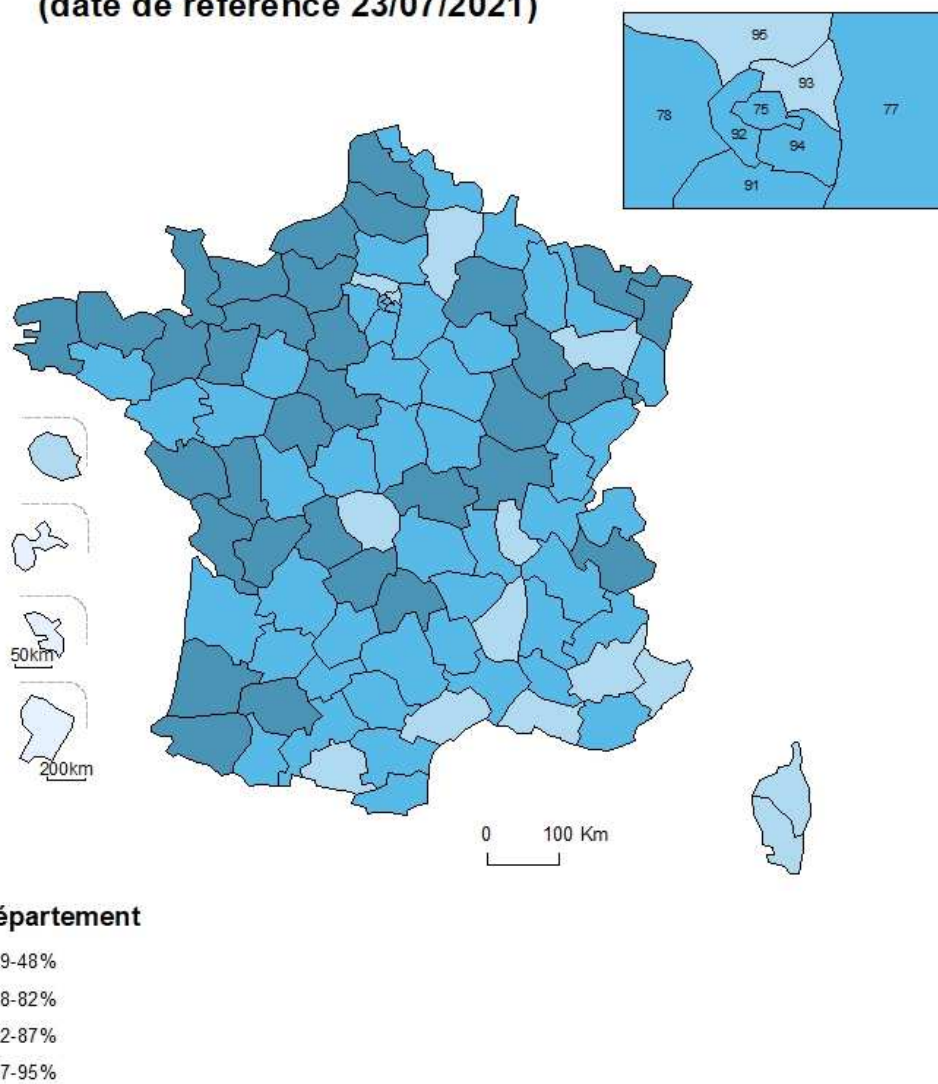 (date de référence 23/07/2021)
95
93
78
75
77
92
94
91
50km
200km
0 100 Km
épartement
9-48%
8-82%
2-87%
7-95%